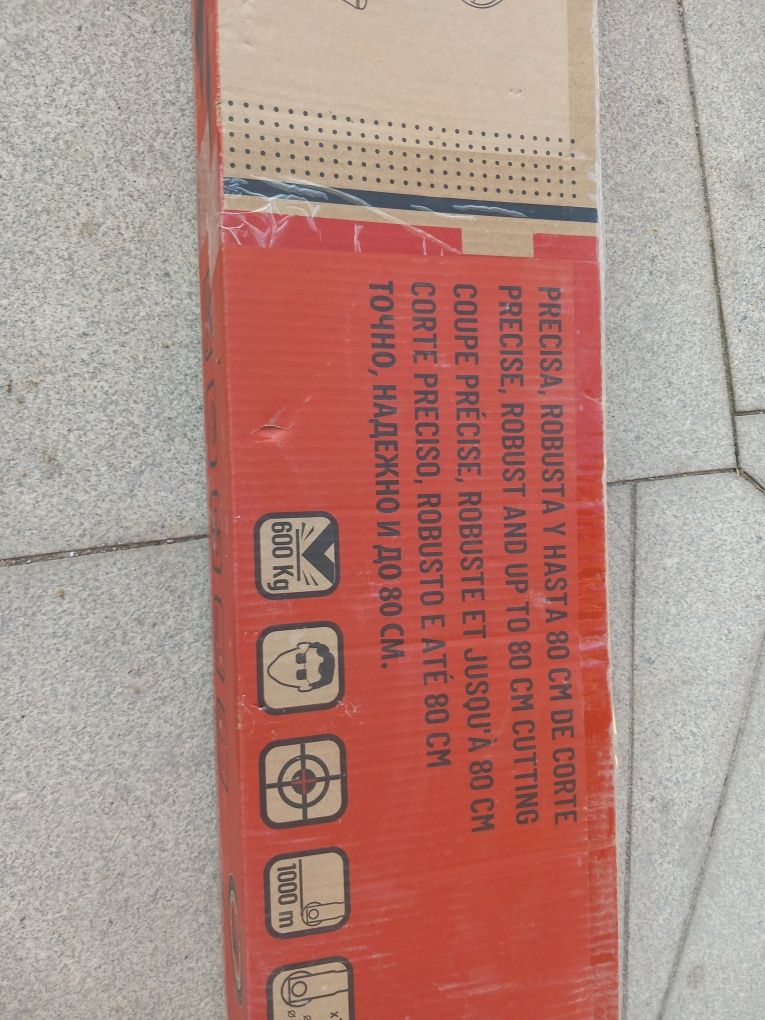 PRECISA, ROBUSTA Y HASTA 80 CM DE CORTE
PRECISE, ROBUST AND UP TO 80 CM CUTTING
COUPE PRÉCISE, ROBUSTE ET JUSQU'À 80 CM
CORTE PRECISO, ROBUSTO E ATÉ 80 CM
ТОЧНО, НАДЕЖНО И ДО 80 СМ.
600 Kg
1000 m